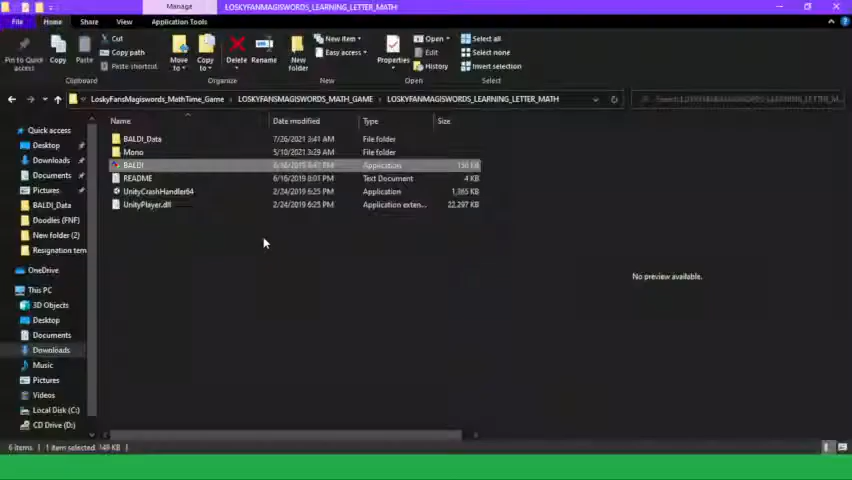 Manage
LOSKYFANMAGISWORDS_LEARNING_LETTER_MATH
File Home Share View Application Tools
Pin to Quick access
Copy
Paste
Cut
Copy path
Paste shortcut
Move to
Copy to
Delete
Rename
New folder
New item
Easy access
Properties
Open
Edit
History
Select all
Select none
Invert selection
Clipboard Organize New Open Select
LoskyFansMagiswords_MathTime_Game LOSKYFANSMAGISWORDS_MATH_GAME LOSKYFANMAGISWORDS_LEARNING_LETTER_MATH
Name Date modified Type Size
Quick access
Desktop
Downloads
Documents
Pictures
BALDI_Data
Doodles (FNF)
New folder (2)
Resignation tem
OneDrive
This PC
3D Objects
Desktop
Documents
Downloads
Music
Pictures
Videos
Local Disk (C:)
CD Drive (D:)
BALDI_Data 7/26/2021 3:41 AM File folder
Mono 5/10/2021 3:29 AM File folder
BALDI Application
README 6/16/2019 8:01 PM Text Document 4 KB
UnityCrashHandler64 2/24/2019 6:25 PM Application
UnityPlayer.dll 2/24/2019 6:25 PM Application exten... 22,297 KB
No preview available.
6 items 1 item selected. 149 KB